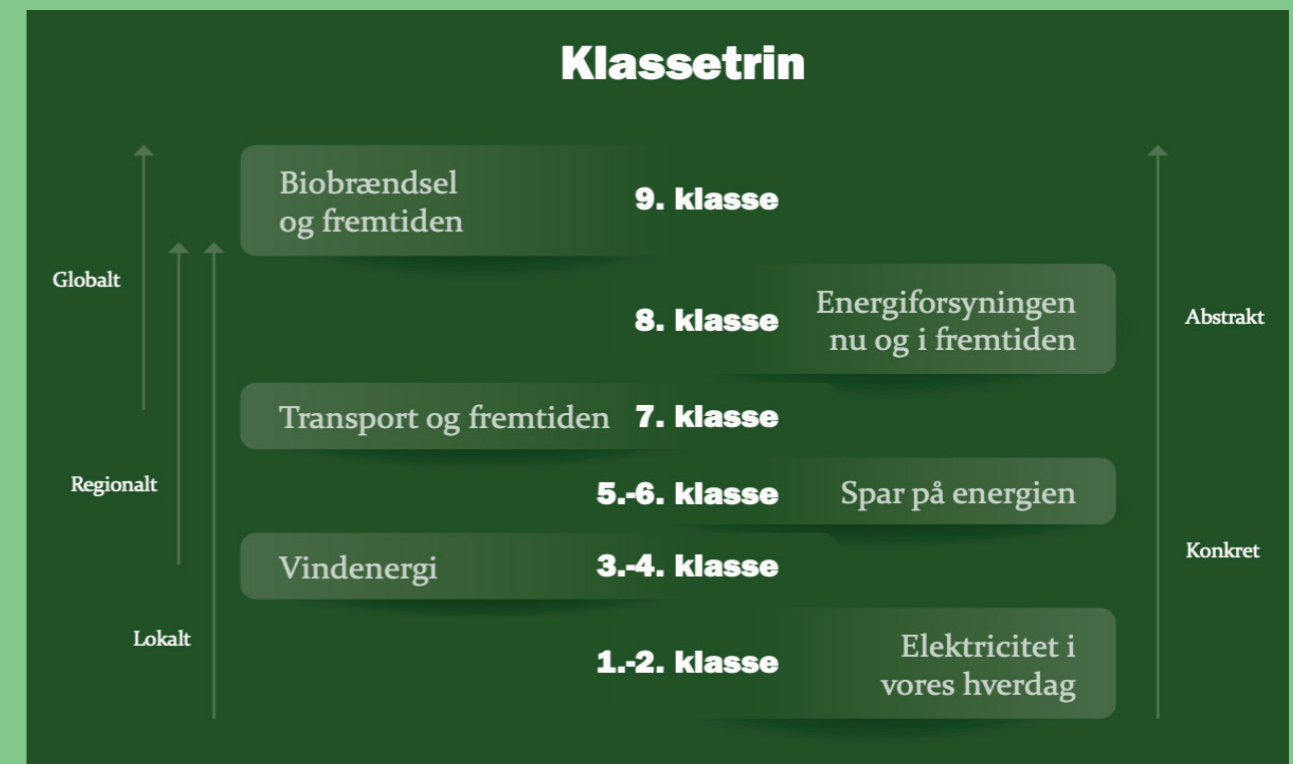 Klassetrin
Biobrændsel
og fremtiden
9. klasse
Globalt
8. klasse
Energiforsyningen
nu og i fremtiden
Abstrakt
Transport og fremtiden
7. klasse
Regionalt
5.-6. klasse
Spar på energien
Vindenergi
3.-4. klasse
Konkret
Lokalt
1.-2. klasse
Elektricitet i
vores hverdag